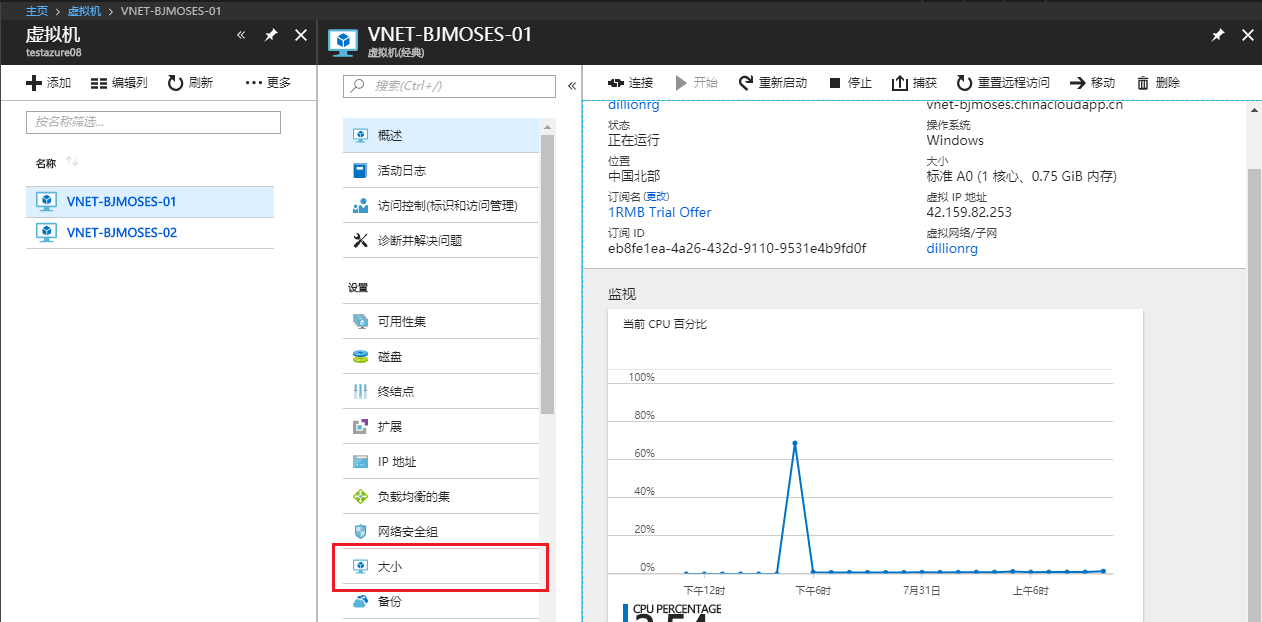 主页 > 虚拟机 > VNET-BJMOSES-01
虚拟机
testazure08
添加 编辑列 刷新 更多
按名称筛选...
名称
VNET-BJMOSES-01
VNET-BJMOSES-02
VNET-BJMOSES-01
虚拟机(经典)
搜索(Ctrl+/)
概述
活动日志
访问控制(标识和访问管理)
诊断并解决问题
设置
可用性集
磁盘
终结点
扩展
IP 地址
负载均衡的集
网络安全组
大小
备份
连接 开始 重新启动 停止 捕获 重置远程访问 移动 删除
dillionrg
状态
正在运行
位置
中国北部
订阅名 (更改)
1RMB Trial Offer
订阅 ID
eb8fe1ea-4a26-432d-9110-9531e4b9fd0f
vnet-bjmoses.chinacloudapp.cn
操作系统
Windows
大小
标准 A0 (1 核心、0.75 GiB 内存)
虚拟 IP 地址
42.159.82.253
虚拟网络/子网
dillionrg
监视
当前 CPU 百分比
100%
80%
60%
40%
20%
0%
下午12时 下午6时 7月31日 上午6时
CPU PERCENTAGE